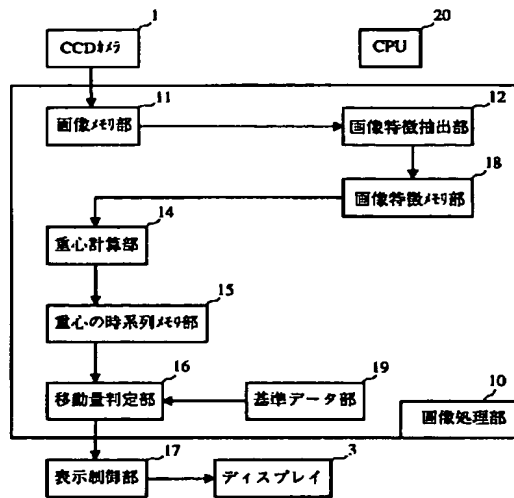 1
20
CCDカメラ
CPU
11
12
画像メモリ部
画像特徴抽出部
18
画像特徴メモリ部
14
重心計算部
15
重心の時系列メモリ部
16
19
10
移動量判定部
基準データ部
画像処理部
17
3
表示制御部
ディスプレイ